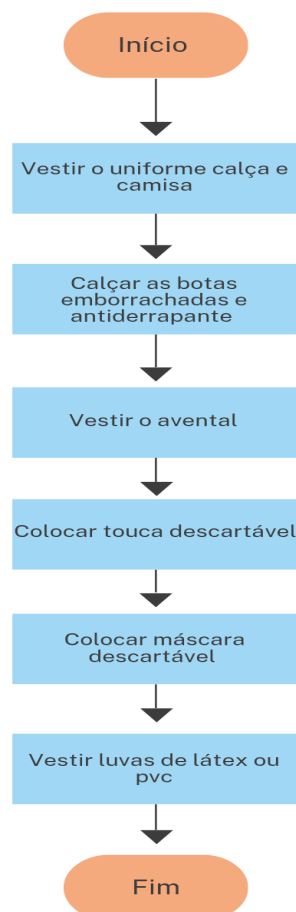 Início
Vestir o uniforme calça e
camisa
Calçar as botas
emborrachadas e
antiderrapante
Vestir o avental
Colocar touca descartável
Colocar máscara
descartável
Vestir luvas de látex ou
pvc
Fim